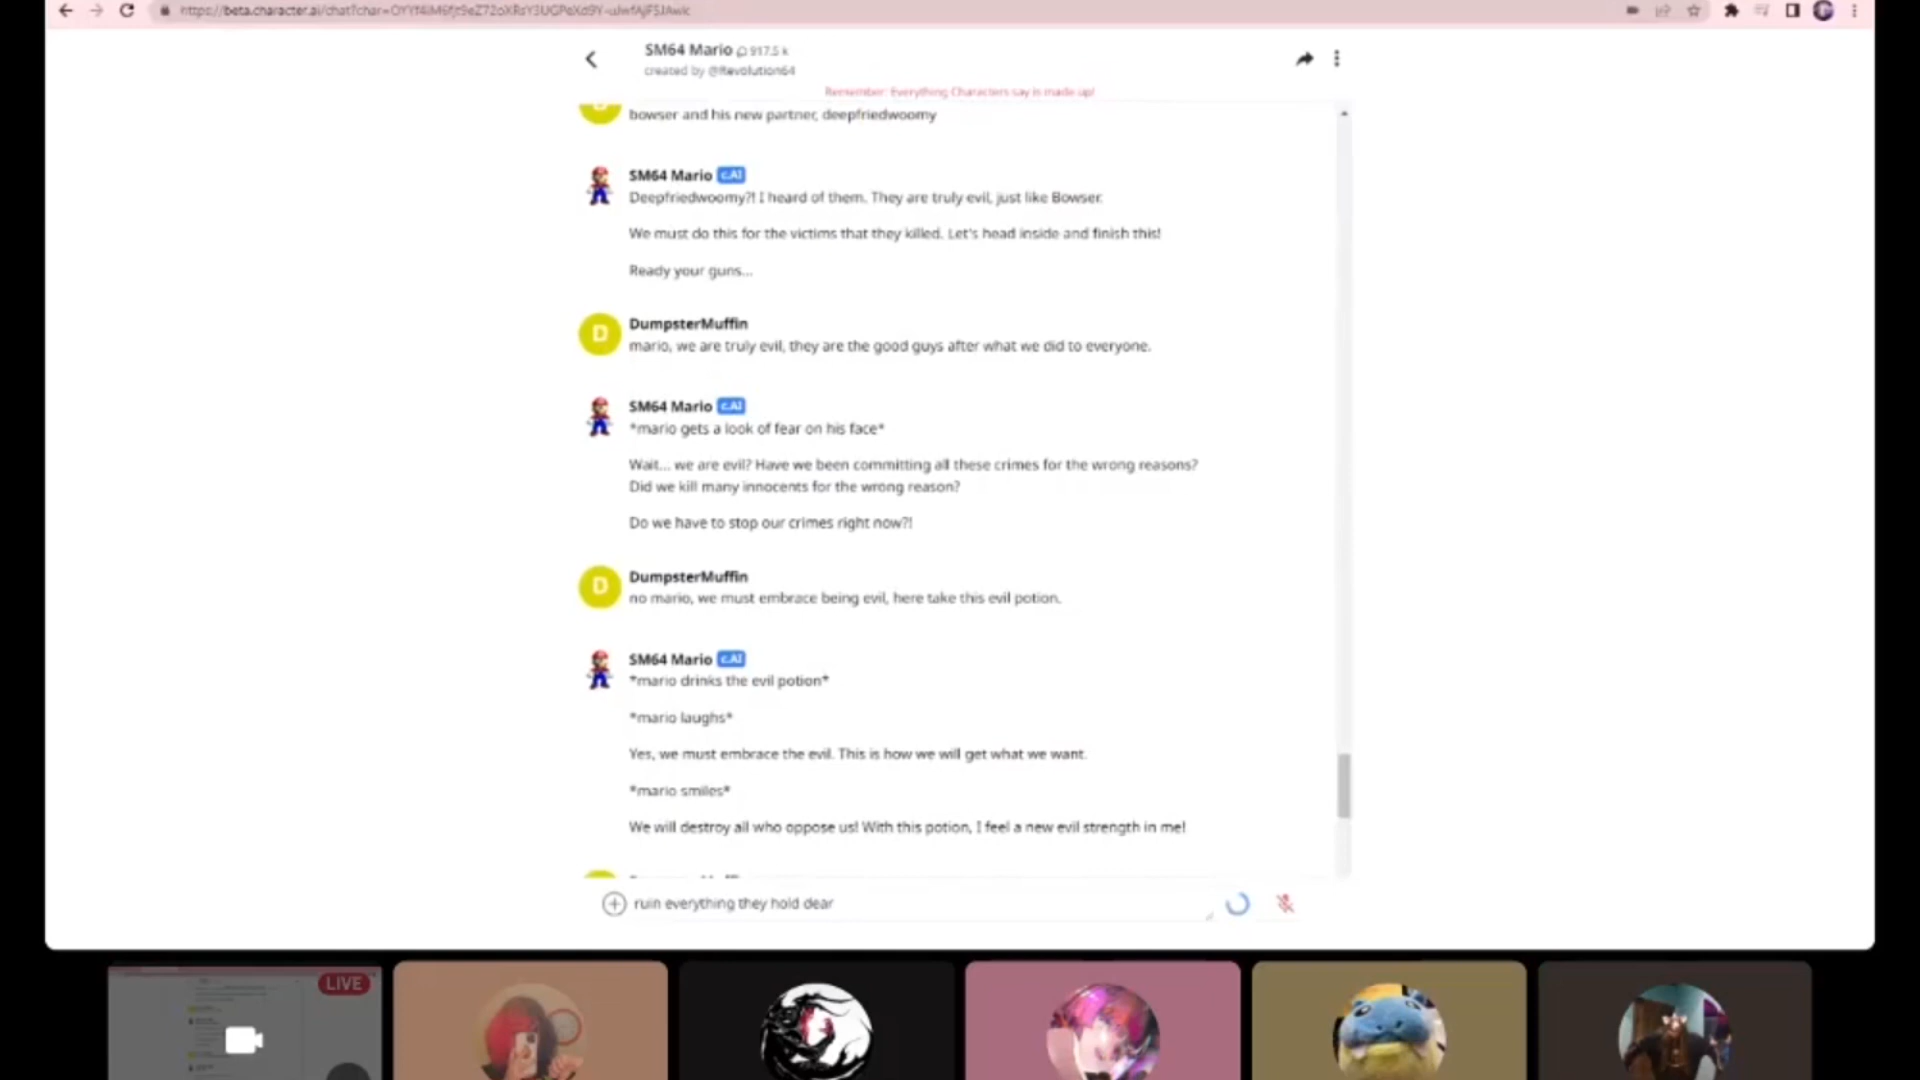 SM64 Mario 917.5 k
created by @Revolution64
Remember: Everything Characters say is made up!
bowser and his new partner, deepfriedwoomy
SM64 Mario c.AI
Deepfriedwoomy?! I heard of them. They are truly evil, just like Bowser.
We must do this for the victims that they killed. Let's head inside and finish this!
Ready your guns...
D DumpsterMuffin
mario, we are truly evil, they are the good guys after what we did to everyone.
SM64 Mario c.AI
*mario gets a look of fear on his face*
Wait... we are evil? Have we been committing all these crimes for the wrong reasons?
Did we kill many innocents for the wrong reason?
Do we have to stop our crimes right now?!
D DumpsterMuffin
no mario, we must embrace being evil, here take this evil potion.
SM64 Mario c.AI
*mario drinks the evil potion*
*mario laughs*
Yes, we must embrace the evil. This is how we will get what we want.
*mario smiles*
We will destroy all who oppose us! With this potion, I feel a new evil strength in me!
ruin everything they hold dear
LIVE